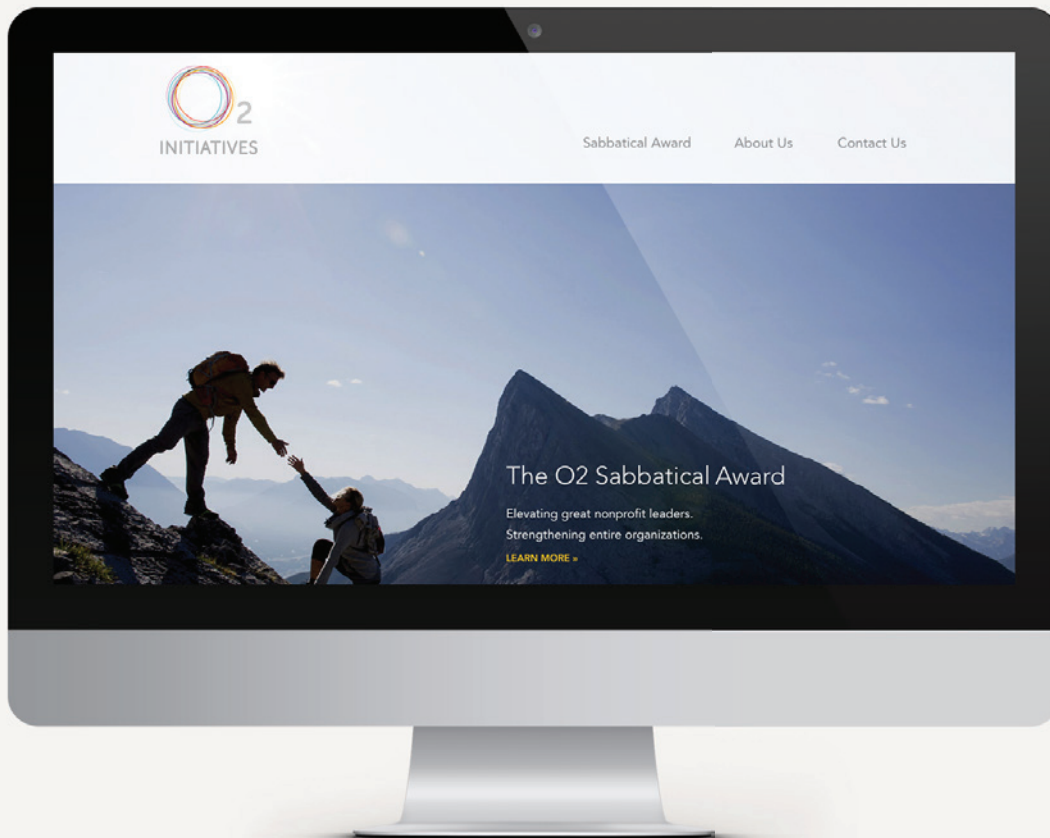 O2
INITIATIVES
Sabbatical Award About Us Contact Us
The O2 Sabbatical Award
Elevating great nonprofit leaders.
Strengthening entire organizations.
LEARN MORE »